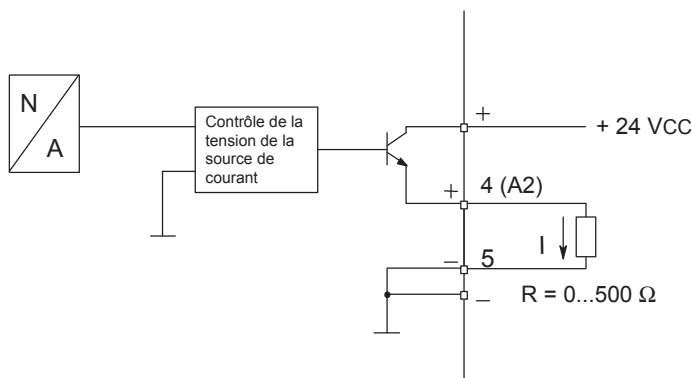 N
A
Contrôle de la
tension de la
source de
courant
+
+ 24 VCC
+
4 (A2)
I
–
5
–
R = 0...500 Ω